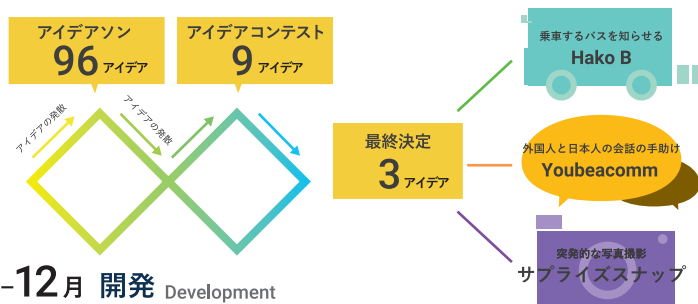 アイデアソン
96 アイデア
アイデアコンテスト
9 アイデア
アイデアの発散
アイデアの発散
最終決定
3 アイデア
乗車するバスを知らせる
Hako B
外国人と日本人の会話の手助け
Youbeacomm
突発的な写真撮影
サプライズスナップ
–12月 開発 Development